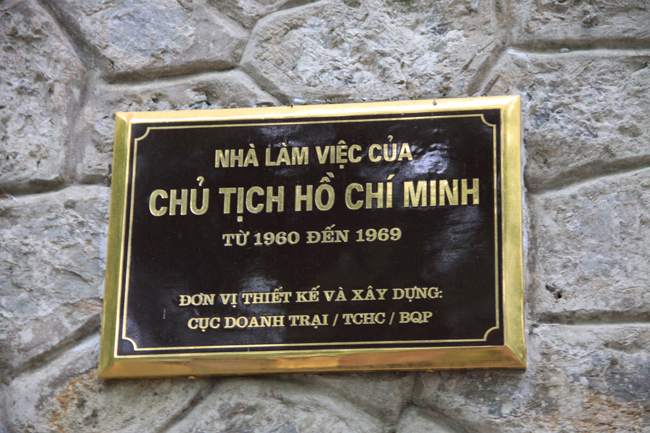 NHÀ LÀM VIỆC CỦA
CHỦ TỊCH HỒ CHÍ MINH
TỪ 1960 ĐẾN 1969
ĐƠN VỊ THIẾT KẾ VÀ XÂY DỰNG:
CỤC DOANH TRẠI / TCHC / BQP